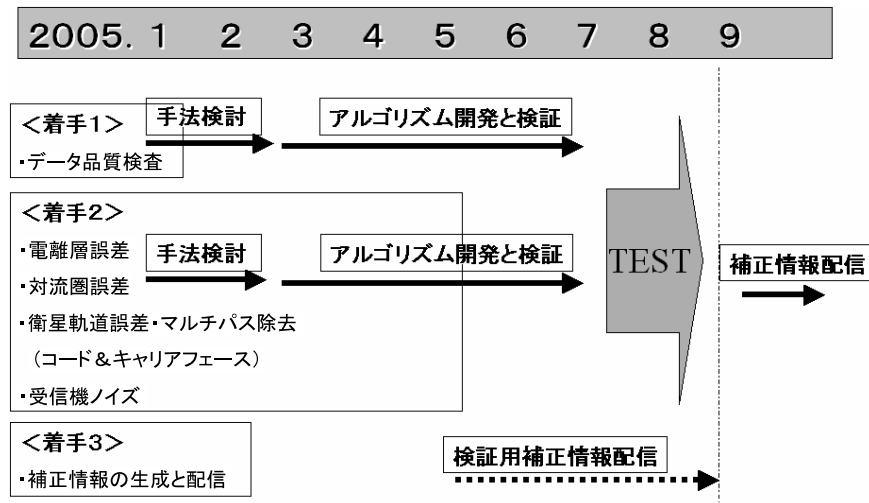 2005. 1 2 3 4 5 6 7 8 9
<着手1>
・データ品質検査
手法検討
アルゴリズム開発と検証
<着手2>
・電離層誤差
・対流圏誤差
・衛星軌道誤差・マルチパス除去
(コード&キャリアフェース)
・受信機ノイズ
手法検討
アルゴリズム開発と検証
TEST
補正情報配信
<着手3>
・補正情報の生成と配信
検証用補正情報配信